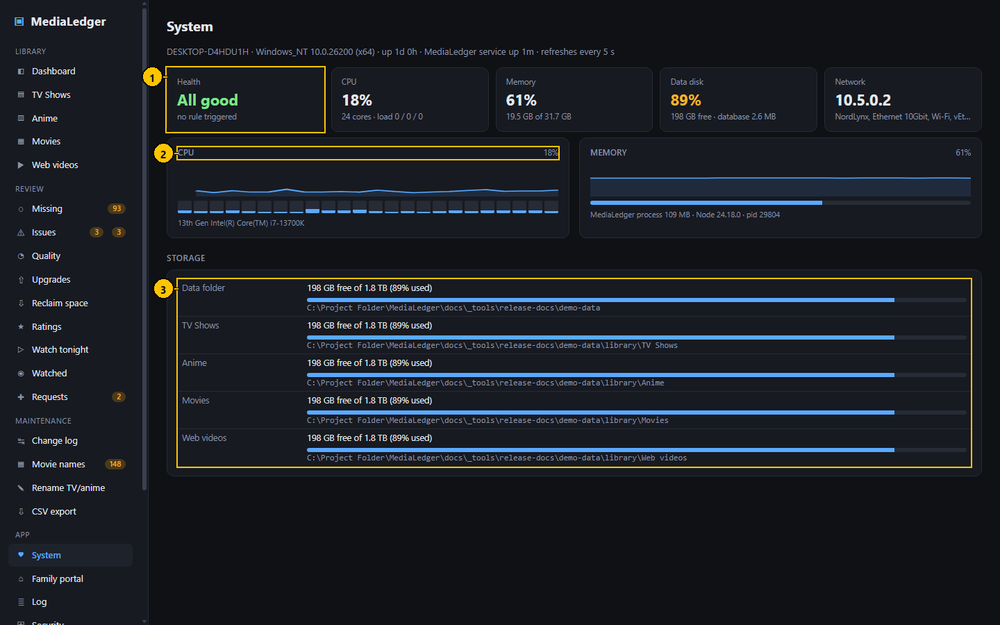 MediaLedger
LIBRARY
Dashboard
TV Shows
Anime
Movies
Web videos
REVIEW
Missing 93
Issues 3 3
Quality
Upgrades
Reclaim space
Ratings
Watch tonight
Watched
Requests 2
MAINTENANCE
Change log
Movie names 148
Rename TV/anime
CSV export
APP
System
Family portal
Log
Security
System
DESKTOP-D4HDU1H · Windows_NT 10.0.26200 (x64) · up 1d 0h · MediaLedger service up 1m · refreshes every 5 s
1
Health
All good
no rule triggered
CPU
18%
24 cores · load 0 / 0 / 0
Memory
61%
19.5 GB of 31.7 GB
Data disk
89%
198 GB free · database 2.6 MB
Network
10.5.0.2
NordLynx, Ethernet 10Gbit, Wi-Fi, vEt...
2
CPU 18%
13th Gen Intel(R) Core(TM) i7-13700K
MEMORY 61%
MediaLedger process 109 MB · Node 24.18.0 · pid 29804
STORAGE
3
Data folder 198 GB free of 1.8 TB (89% used)
C:\Project Folder\MediaLedger\docs\_tools\release-docs\demo-data
TV Shows 198 GB free of 1.8 TB (89% used)
C:\Project Folder\MediaLedger\docs\_tools\release-docs\demo-data\library\TV Shows
Anime 198 GB free of 1.8 TB (89% used)
C:\Project Folder\MediaLedger\docs\_tools\release-docs\demo-data\library\Anime
Movies 198 GB free of 1.8 TB (89% used)
C:\Project Folder\MediaLedger\docs\_tools\release-docs\demo-data\library\Movies
Web videos 198 GB free of 1.8 TB (89% used)
C:\Project Folder\MediaLedger\docs\_tools\release-docs\demo-data\library\Web videos